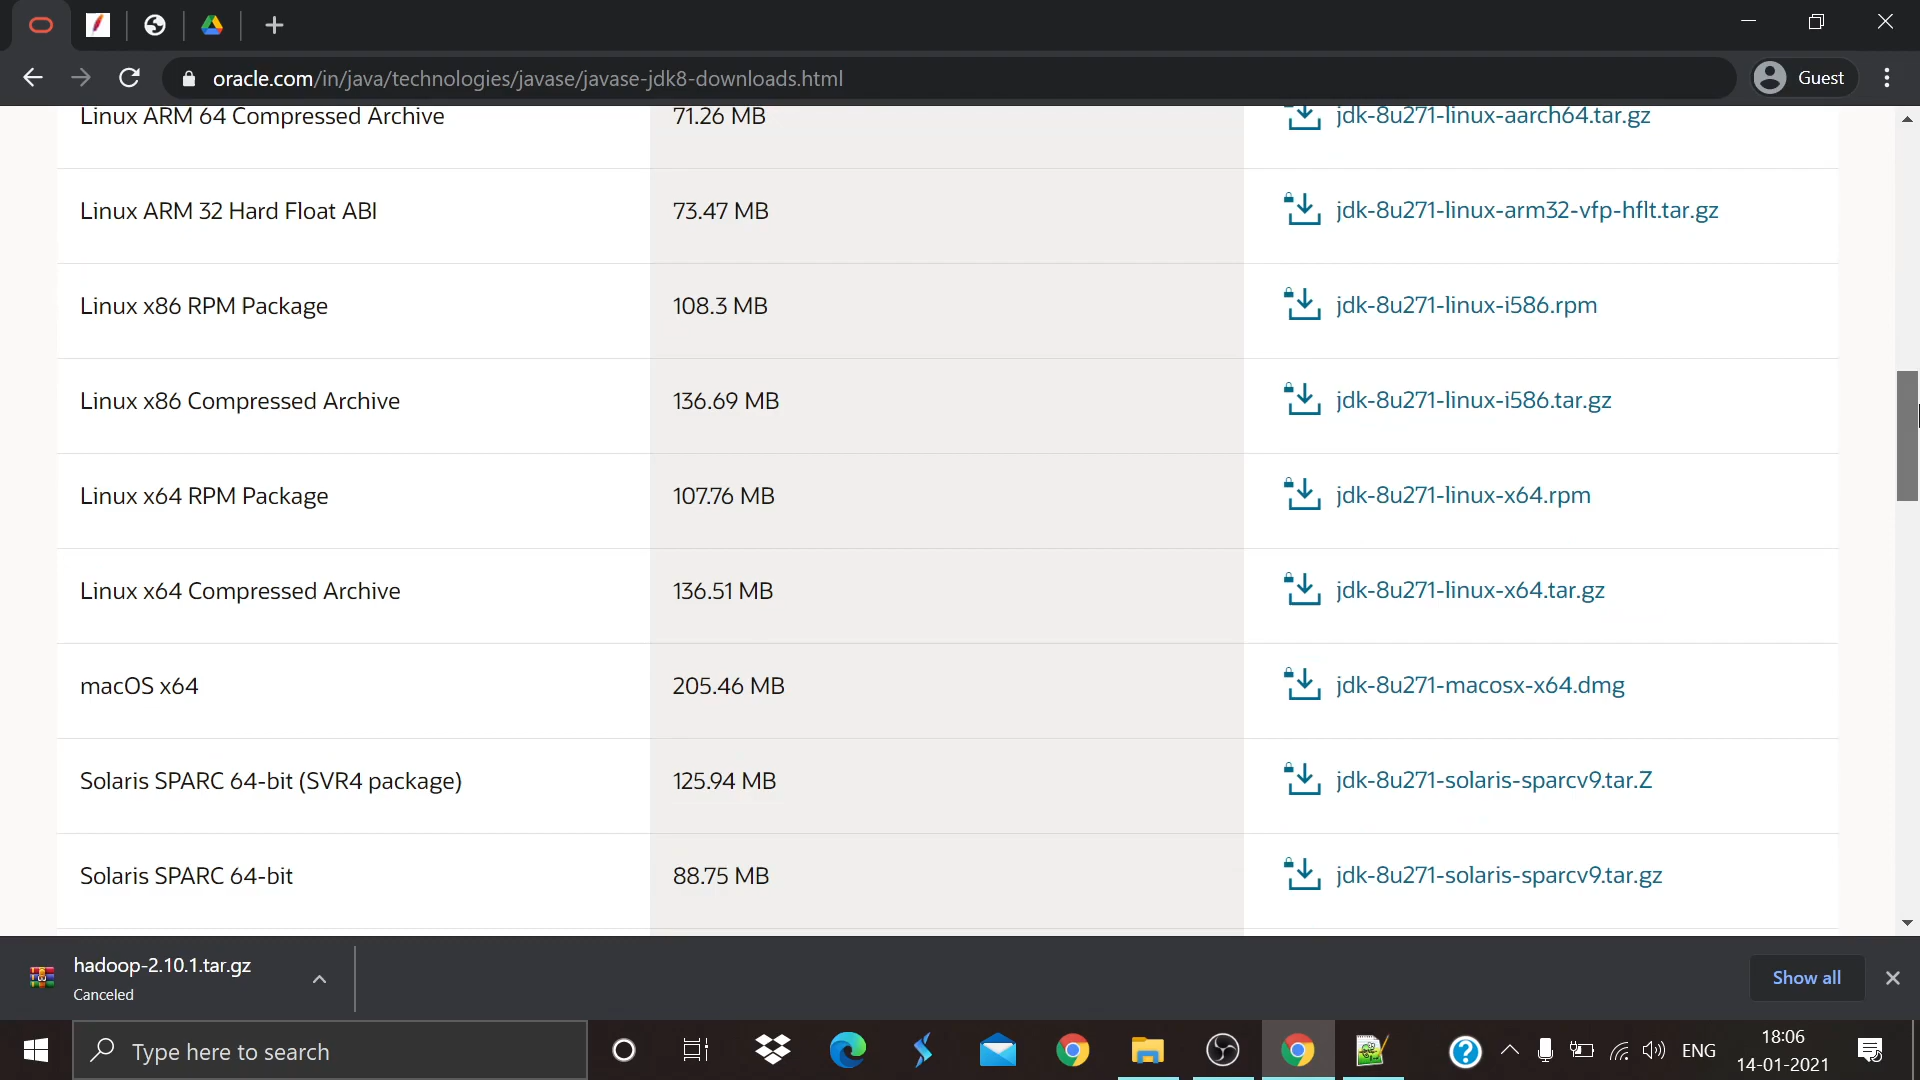 oracle.com/in/java/technologies/javase/javase-jdk8-downloads.html
Guest
Linux ARM 64 Compressed Archive 71.26 MB jdk-8u271-linux-aarch64.tar.gz
Linux ARM 32 Hard Float ABI 73.47 MB jdk-8u271-linux-arm32-vfp-hflt.tar.gz
Linux x86 RPM Package 108.3 MB jdk-8u271-linux-i586.rpm
Linux x86 Compressed Archive 136.69 MB jdk-8u271-linux-i586.tar.gz
Linux x64 RPM Package 107.76 MB jdk-8u271-linux-x64.rpm
Linux x64 Compressed Archive 136.51 MB jdk-8u271-linux-x64.tar.gz
macOS x64 205.46 MB jdk-8u271-macosx-x64.dmg
Solaris SPARC 64-bit (SVR4 package) 125.94 MB jdk-8u271-solaris-sparcv9.tar.Z
Solaris SPARC 64-bit 88.75 MB jdk-8u271-solaris-sparcv9.tar.gz
hadoop-2.10.1.tar.gz
Canceled
Show all
Type here to search
ENG
18:06
14-01-2021